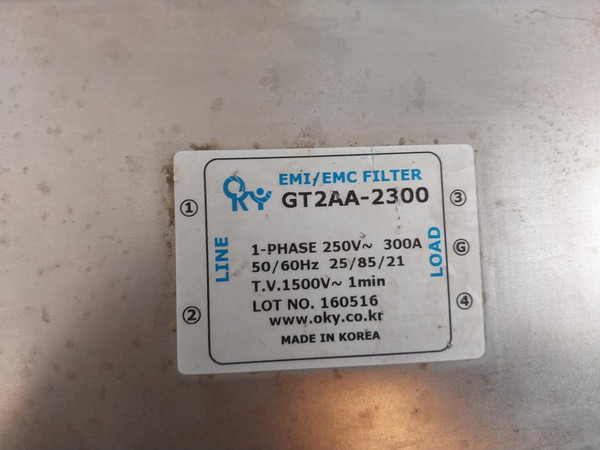 OKY EMI/EMC FILTER
GT2AA-2300
① ③
LINE LOAD
1-PHASE 250V~ 300A
Ⓖ
50/60Hz 25/85/21
T.V.1500V~ 1min
② LOT NO. 160516 ④
www.oky.co.kr
MADE IN KOREA